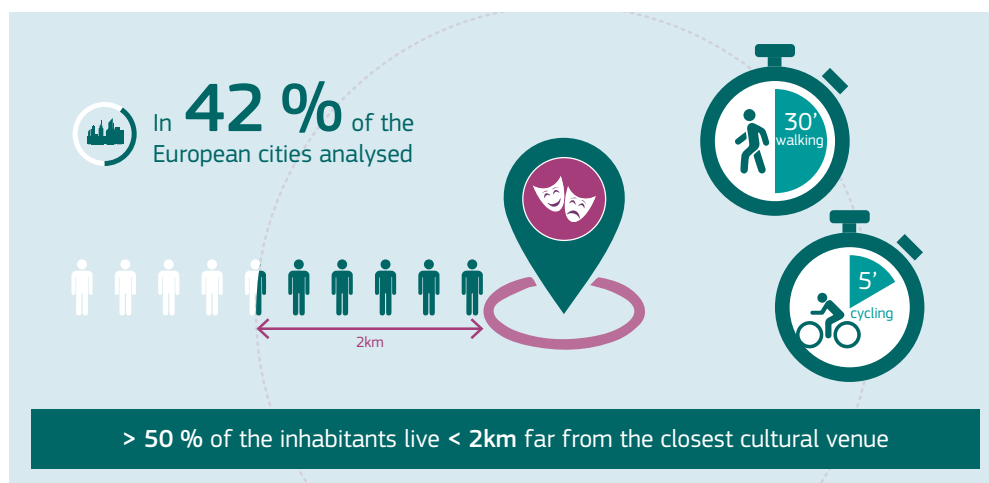 In 42 % of the
European cities analysed
30’
walking
5’
cycling
2km
> 50 % of the inhabitants live < 2km far from the closest cultural venue